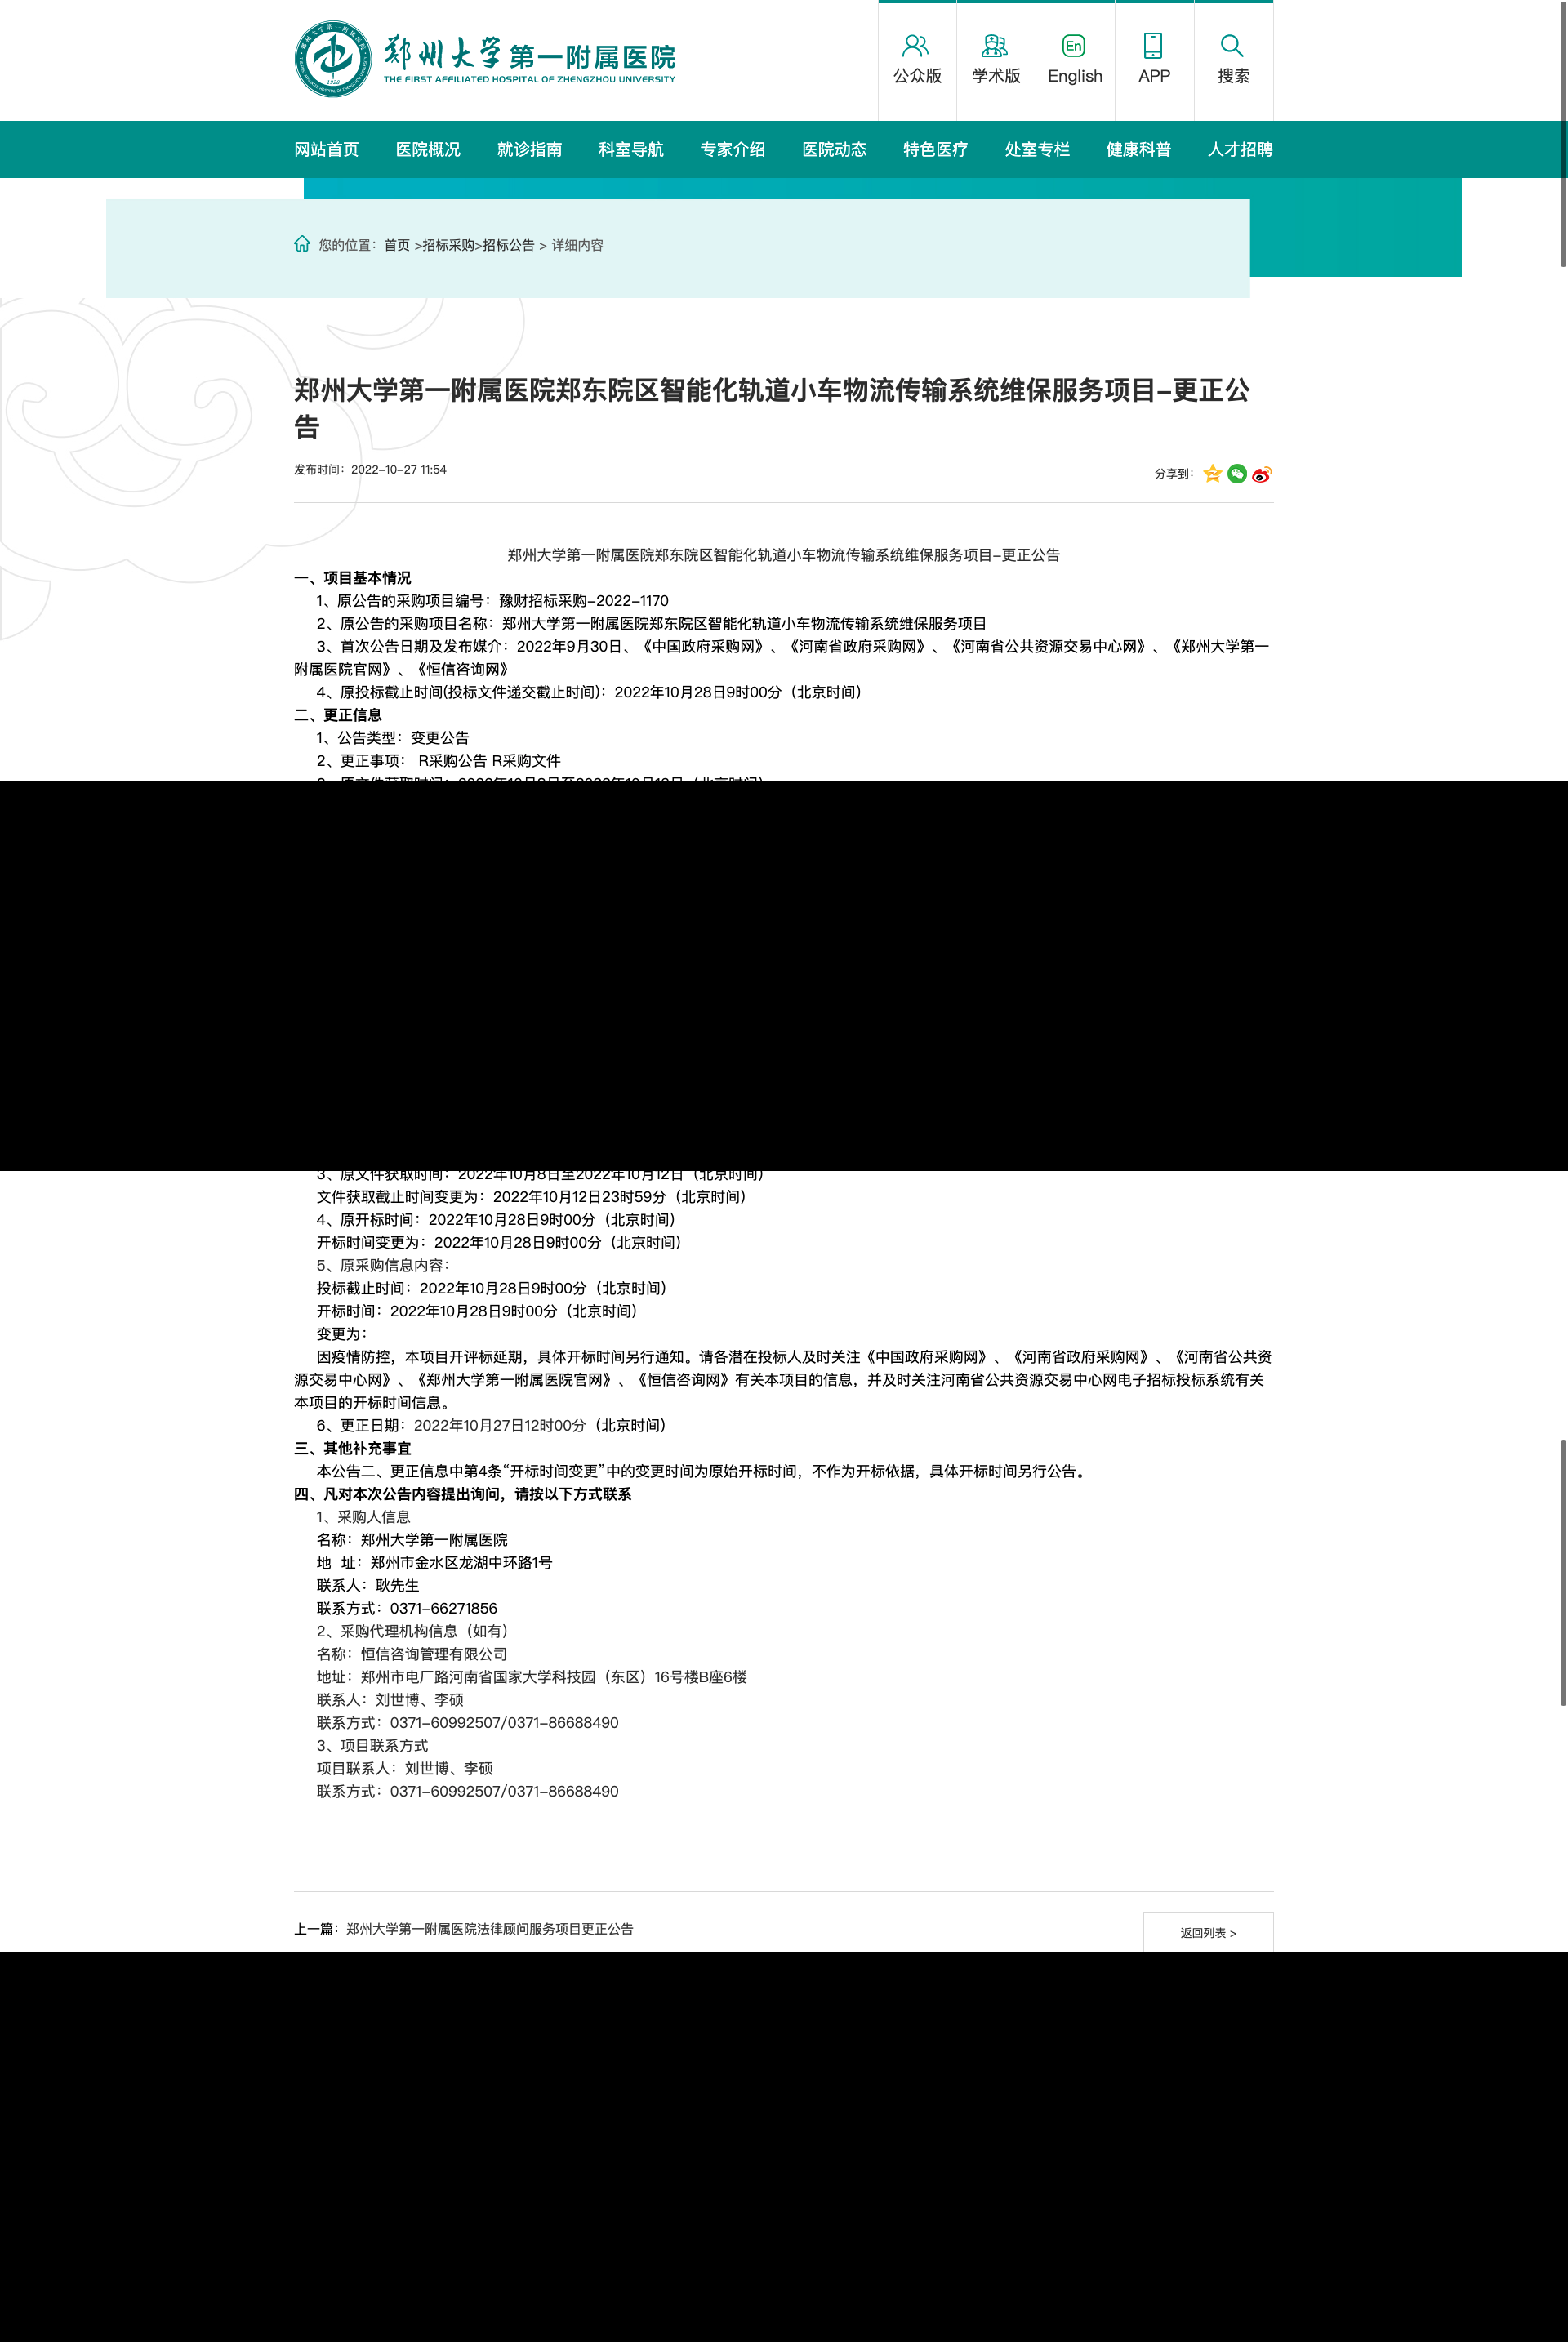 郑州大学第一附属医院
THE FIRST AFFILIATED HOSPITAL OF ZHENGZHOU UNIVERSITY
1928
公众版
学术版
En
English
APP
搜索
网站首页 医院概况 就诊指南 科室导航 专家介绍 医院动态 特色医疗 处室专栏 健康科普 人才招聘
您的位置：首页 >招标采购>招标公告 > 详细内容
郑州大学第一附属医院郑东院区智能化轨道小车物流传输系统维保服务项目-更正公
告
发布时间：2022-10-27 11:54
分享到：
郑州大学第一附属医院郑东院区智能化轨道小车物流传输系统维保服务项目-更正公告
一、项目基本情况
1、原公告的采购项目编号：豫财招标采购-2022-1170
2、原公告的采购项目名称：郑州大学第一附属医院郑东院区智能化轨道小车物流传输系统维保服务项目
3、首次公告日期及发布媒介：2022年9月30日、《中国政府采购网》、《河南省政府采购网》、《河南省公共资源交易中心网》、《郑州大学第一
附属医院官网》、《恒信咨询网》
4、原投标截止时间(投标文件递交截止时间)：2022年10月28日9时00分（北京时间）
二、更正信息
1、公告类型：变更公告
2、更正事项： R采购公告 R采购文件
3、原文件获取时间：2022年10月8日至2022年10月12日（北京时间）
文件获取截止时间变更为：2022年10月12日23时59分（北京时间）
4、原开标时间：2022年10月28日9时00分（北京时间）
开标时间变更为：2022年10月28日9时00分（北京时间）
5、原采购信息内容：
投标截止时间：2022年10月28日9时00分（北京时间）
开标时间：2022年10月28日9时00分（北京时间）
变更为：
因疫情防控，本项目开评标延期，具体开标时间另行通知。请各潜在投标人及时关注《中国政府采购网》、《河南省政府采购网》、《河南省公共资
源交易中心网》、《郑州大学第一附属医院官网》、《恒信咨询网》有关本项目的信息，并及时关注河南省公共资源交易中心网电子招标投标系统有关
本项目的开标时间信息。
6、更正日期：2022年10月27日12时00分（北京时间）
三、其他补充事宜
本公告二、更正信息中第4条“开标时间变更”中的变更时间为原始开标时间，不作为开标依据，具体开标时间另行公告。
四、凡对本次公告内容提出询问，请按以下方式联系
1、采购人信息
名称：郑州大学第一附属医院
地 址：郑州市金水区龙湖中环路1号
联系人：耿先生
联系方式：0371-66271856
2、采购代理机构信息（如有）
名称：恒信咨询管理有限公司
地址：郑州市电厂路河南省国家大学科技园（东区）16号楼B座6楼
联系人：刘世博、李硕
联系方式：0371-60992507/0371-86688490
3、项目联系方式
项目联系人：刘世博、李硕
联系方式：0371-60992507/0371-86688490
上一篇：郑州大学第一附属医院法律顾问服务项目更正公告
返回列表 >